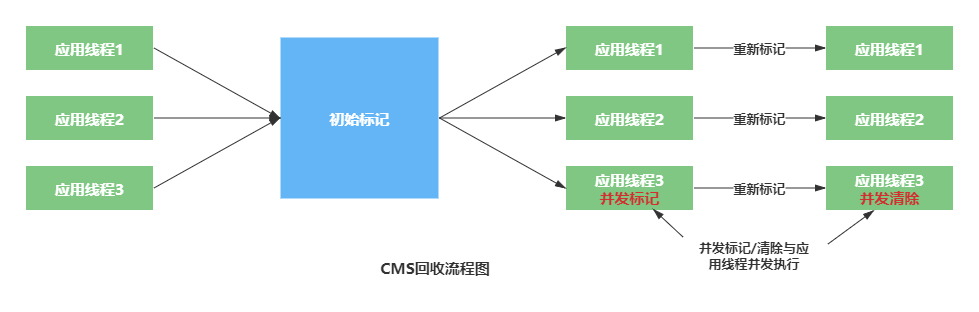 应用线程1
应用线程2
应用线程3
初始标记
应用线程1
应用线程2
应用线程3
并发标记
重新标记
重新标记
重新标记
应用线程1
应用线程2
应用线程3
并发清除
并发标记/清除与应
用线程并发执行
CMS回收流程图